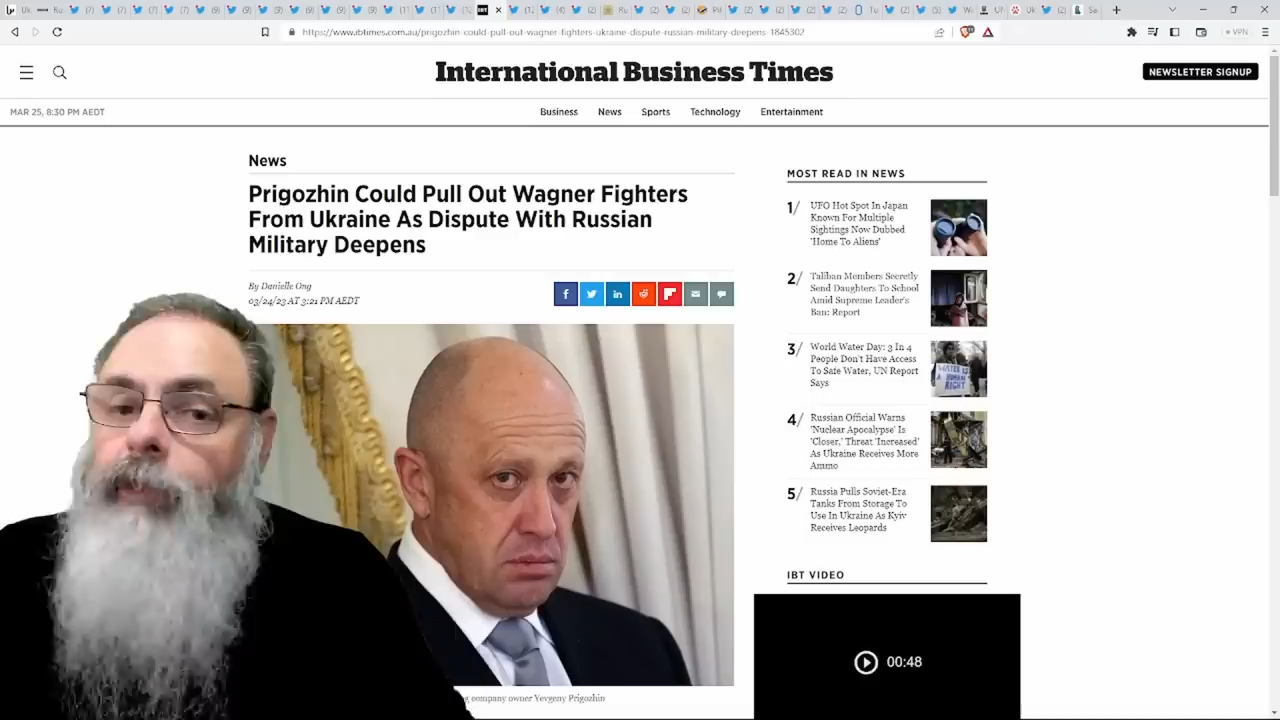 https://www.ibtimes.com.au/prigozhin-could-pull-out-wagner-fighters-ukraine-dispute-russian-military-deepens-1845302
VPN
International Business Times
NEWSLETTER SIGNUP
MAR 25, 8:30 PM AEDT
Business
News
Sports
Technology
Entertainment
News
Prigozhin Could Pull Out Wagner Fighters
From Ukraine As Dispute With Russian
Military Deepens
By Danielle Ong
03/24/23 AT 3:21 PM AEDT
company owner Yevgeny Prigozhin
MOST READ IN NEWS
1/
UFO Hot Spot In Japan
Known For Multiple
Sightings Now Dubbed
'Home To Aliens'
2/
Taliban Members Secretly
Send Daughters To School
Amid Supreme Leader's
Ban: Report
3/
World Water Day: 3 In 4
People Don't Have Access
To Safe Water, UN Report
Says
WATER IS
A HUMAN
RIGHT
4/
Russian Official Warns
'Nuclear Apocalypse' Is
'Closer,' Threat 'Increased'
As Ukraine Receives More
Ammo
5/
Russia Pulls Soviet-Era
Tanks From Storage To
Use In Ukraine As Kyiv
Receives Leopards
IBT VIDEO
00:48